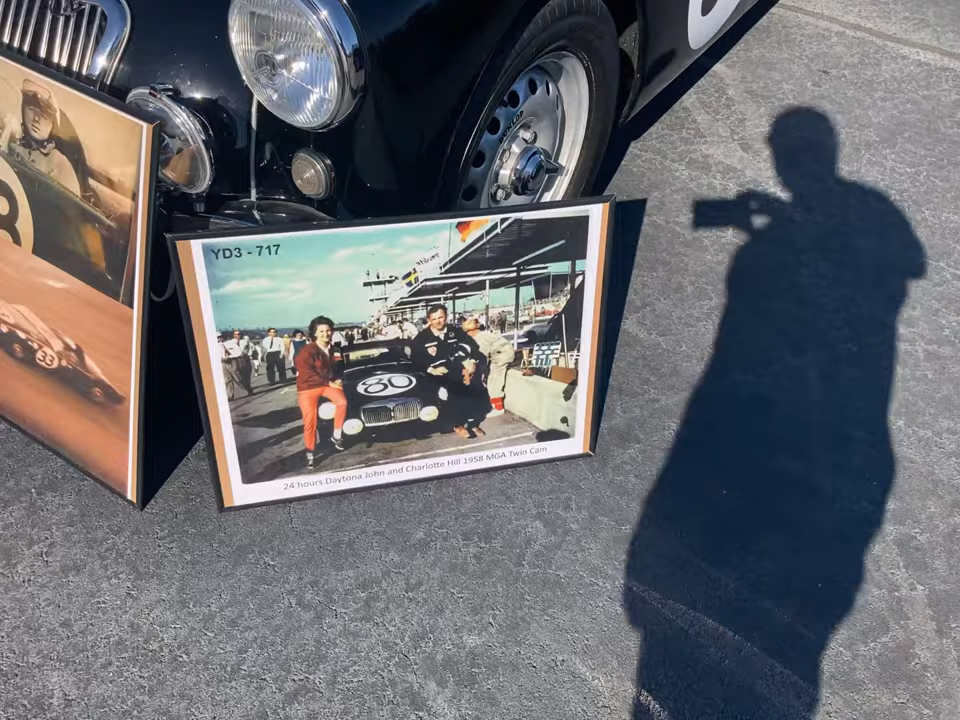 YD3 - 717
80
24 hours Daytona John and Charlotte Hill 1958 MGA Twin Cam
33